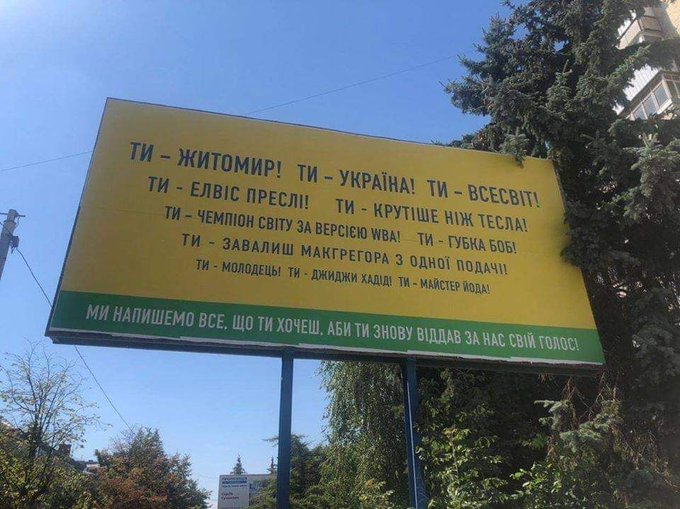 ТИ – ЖИТОМИР! ТИ – УКРАЇНА! ТИ – ВСЕСВІТ!
ТИ - ЕЛВІС ПРЕСЛІ! ТИ - КРУТІШЕ НІЖ ТЕСЛА!
ТИ – ЧЕМПІОН СВІТУ ЗА ВЕРСІЄЮ WBA! ТИ - ГУБКА БОБ!
ТИ - ЗАВАЛИШ МАКГРЕГОРА З ОДНОЇ ПОДАЧІ!
ТИ - МОЛОДЕЦЬ! ТИ - ДЖИДЖИ ХАДІД! ТИ - МАЙСТЕР ЙОДА!
МИ НАПИШЕМО ВСЕ, ЩО ТИ ХОЧЕШ, АБИ ТИ ЗНОВУ ВІДДАВ ЗА НАС СВІЙ ГОЛОС!